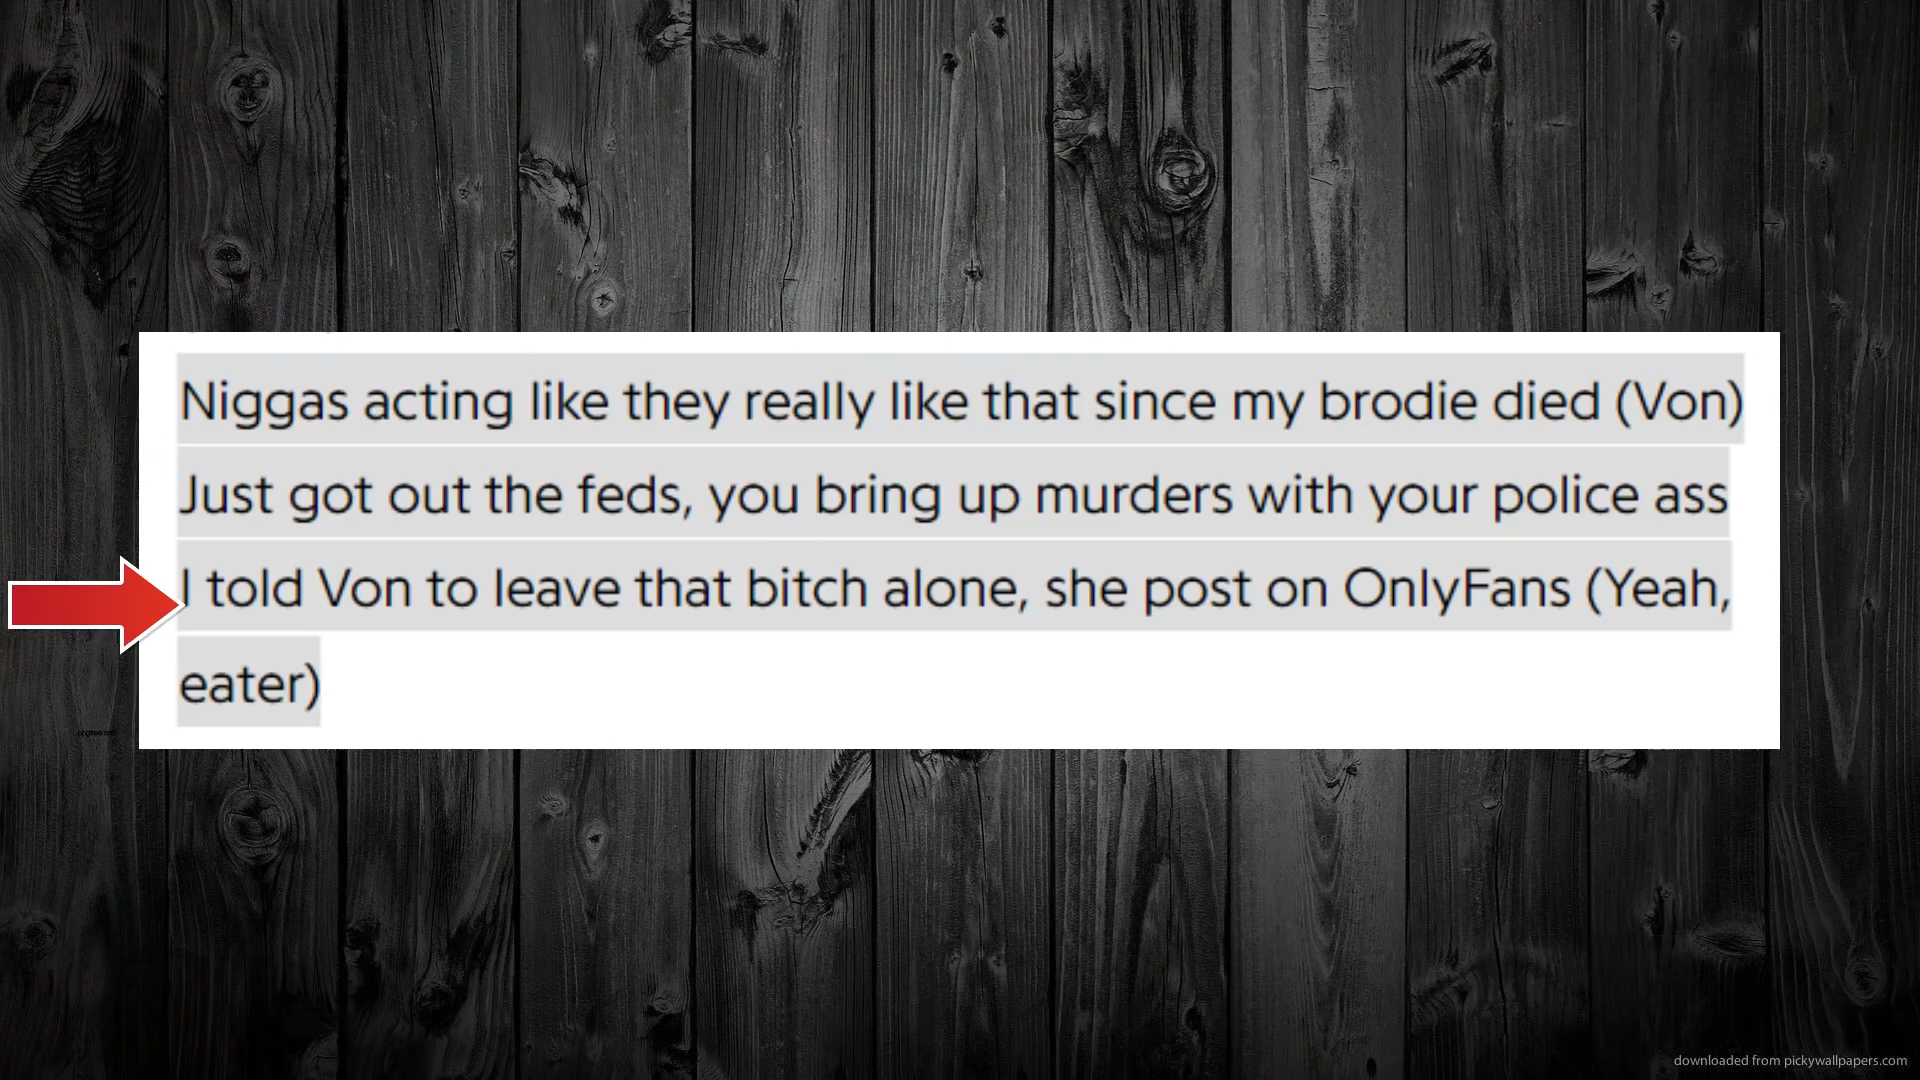 Niggas acting like they really like that since my brodie died (Von)
Just got out the feds, you bring up murders with your police ass
I told Von to leave that bitch alone, she post on OnlyFans (Yeah,
eater)
downloaded from pickywallpapers.com